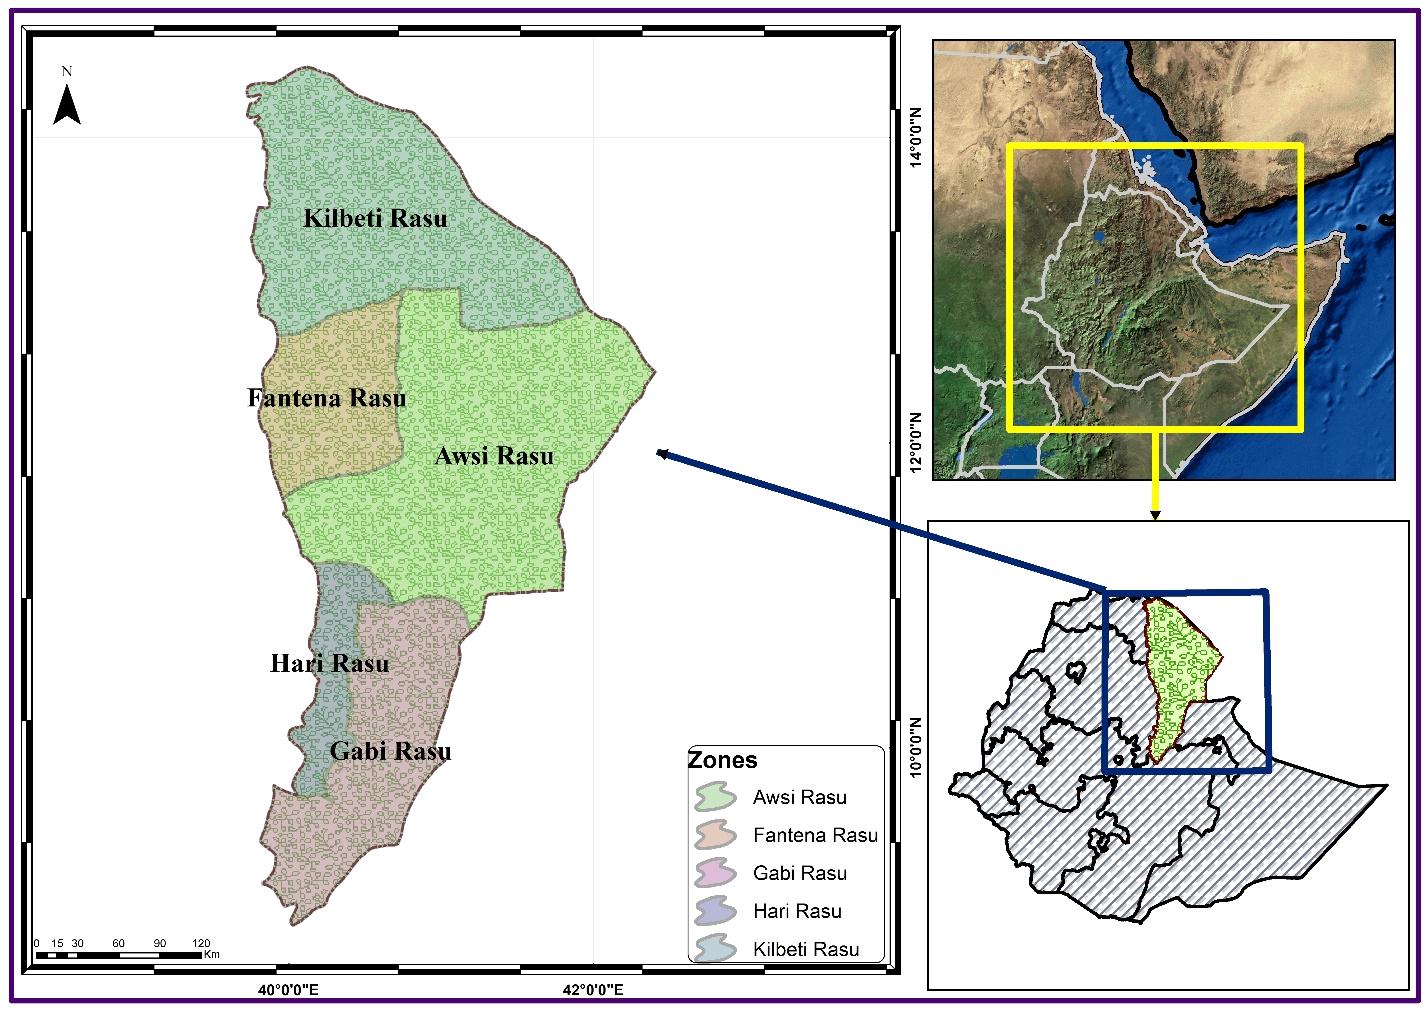 N
Kilbeti Rasu
Fantena Rasu
Awsi Rasu
Hari Rasu
Gabi Rasu
Zones
Awsi Rasu
Fantena Rasu
Gabi Rasu
Hari Rasu
Kilbeti Rasu
0 15 30 60 90 120
Km
40°0'0"E
42°0'0"E
14°0'0"N
12°0'0"N
10°0'0"N